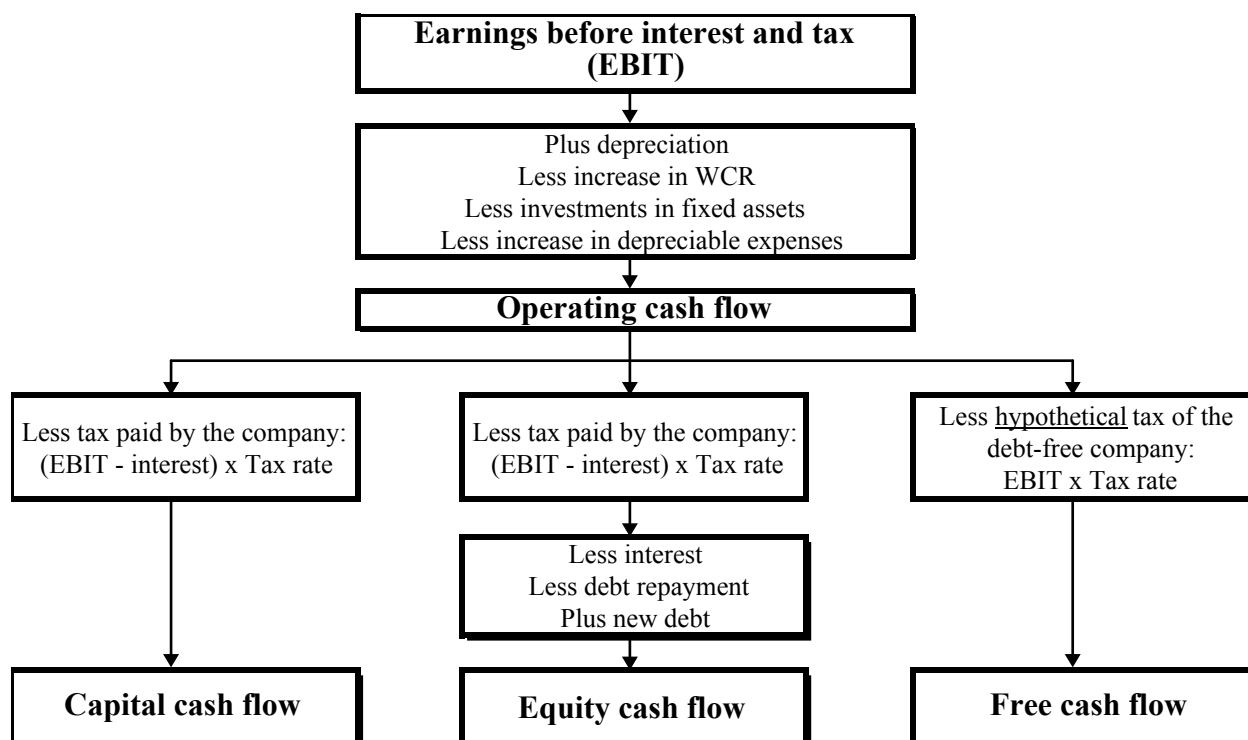 Earnings before interest and tax
(EBIT)
Plus depreciation
Less increase in WCR
Less investments in fixed assets
Less increase in depreciable expenses
Operating cash flow
Less tax paid by the company:
(EBIT - interest) x Tax rate
Less tax paid by the company:
(EBIT - interest) x Tax rate
Less hypothetical tax of the
debt-free company:
EBIT x Tax rate
Less interest
Less debt repayment
Plus new debt
Capital cash flow
Equity cash flow
Free cash flow